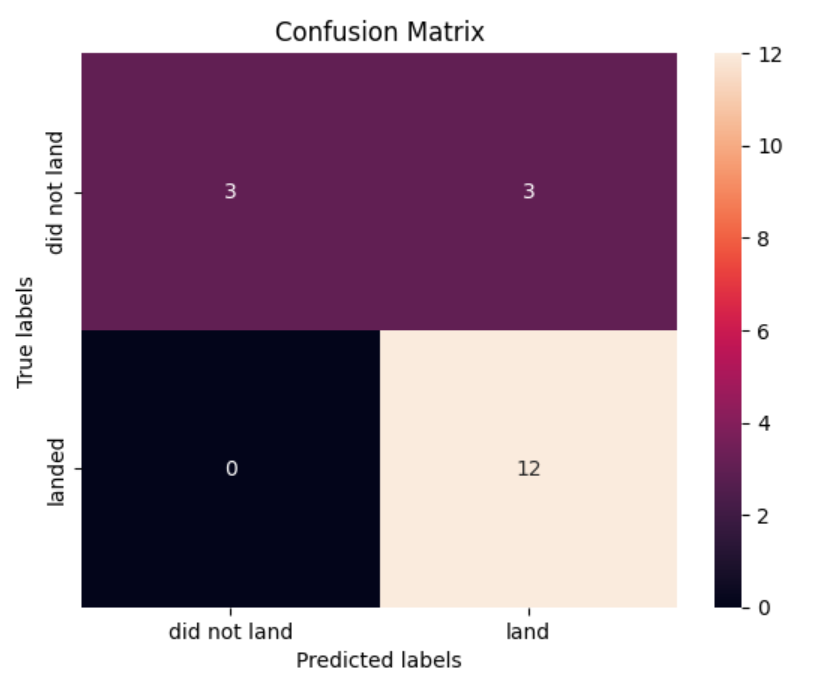 Confusion Matrix
True labels
did not land
landed
3
3
0
12
did not land
land
Predicted labels
12
10
8
6
4
2
0